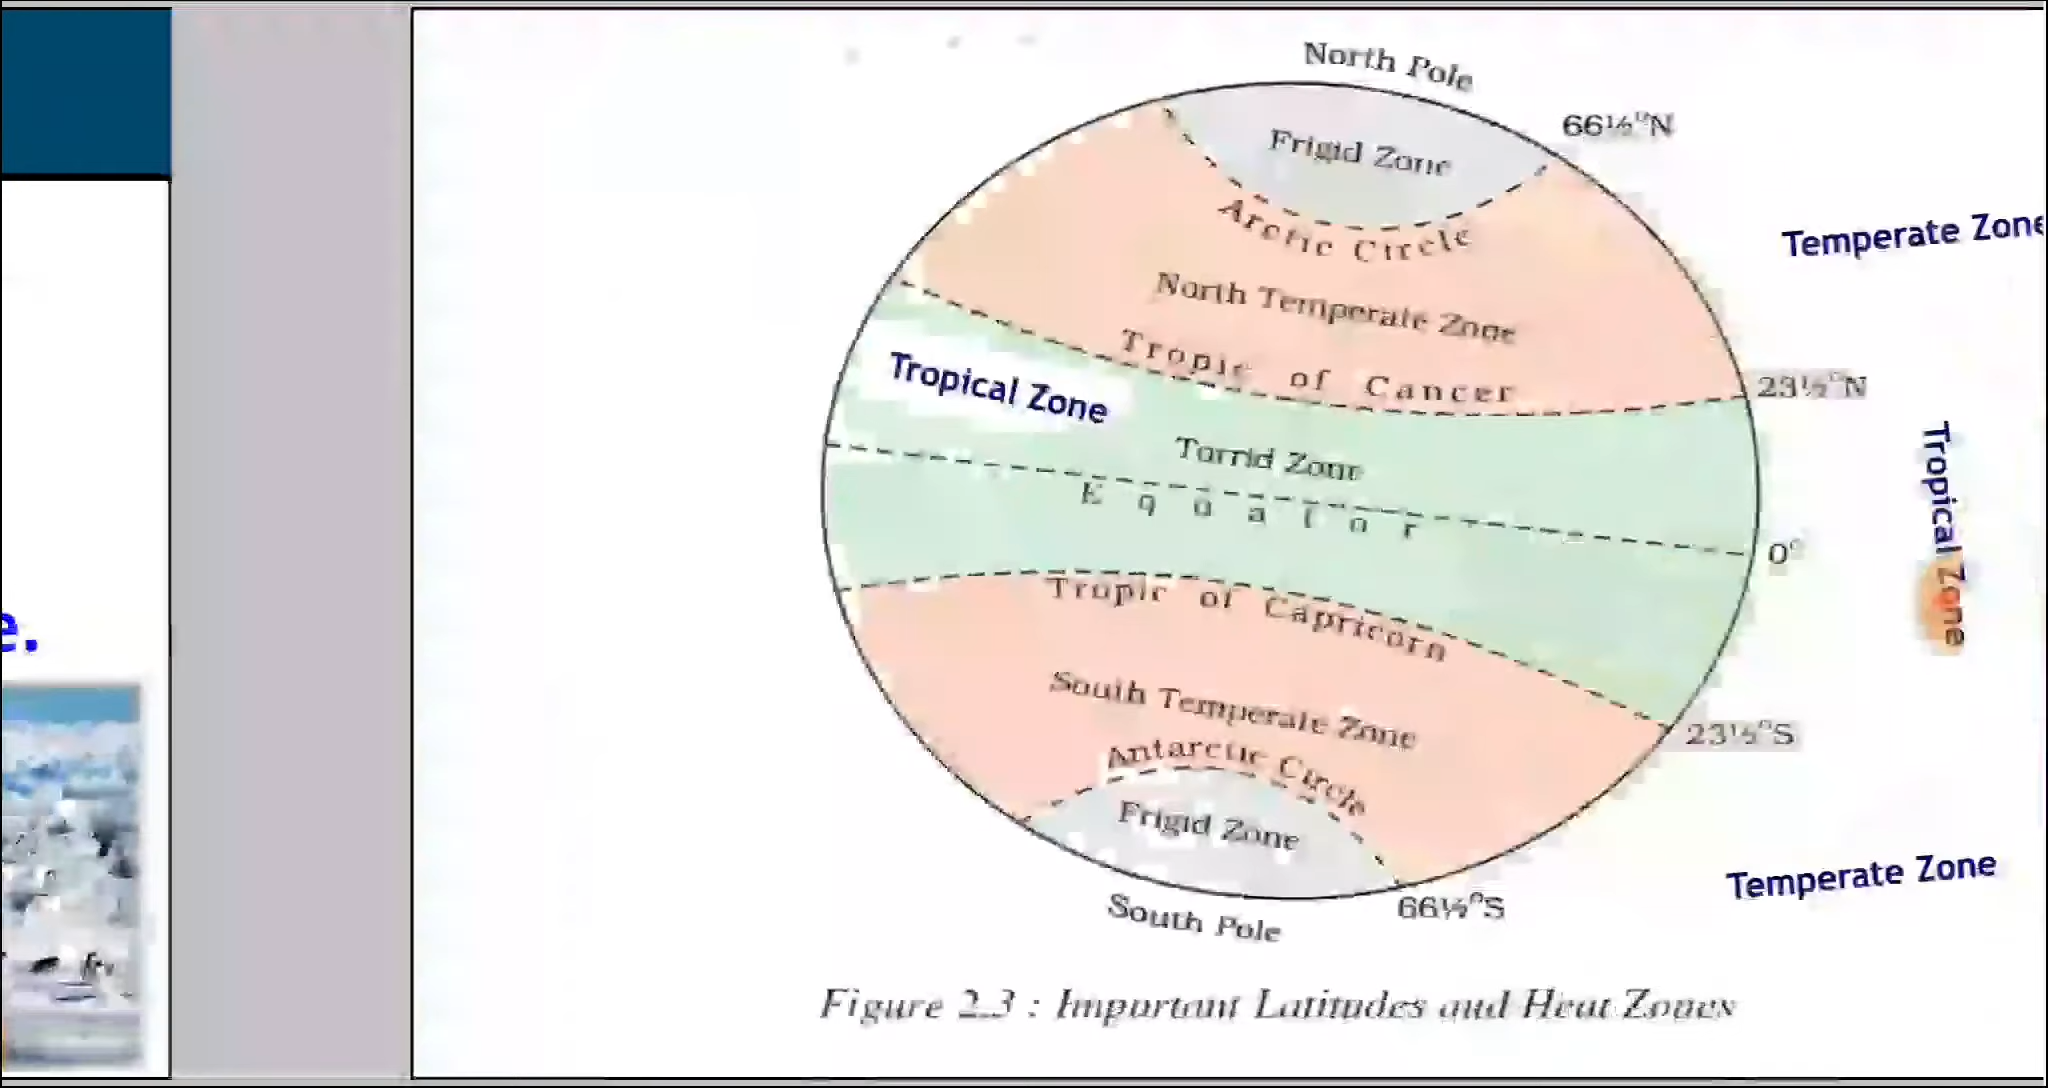 e.
North Pole
66½°N
Frigid Zone
Arctic Circle
Temperate Zone
North Temperate Zone
Tropic of Cancer
23½°N
Tropical Zone
Torrid Zone
Equator
0°
Tropical Zone
Tropic of Capricorn
South Temperate Zone
23½°S
Antarctic Circle
Frigid Zone
Temperate Zone
66½°S
South Pole
Figure 2.3 : Important Latitudes and Heat Zones